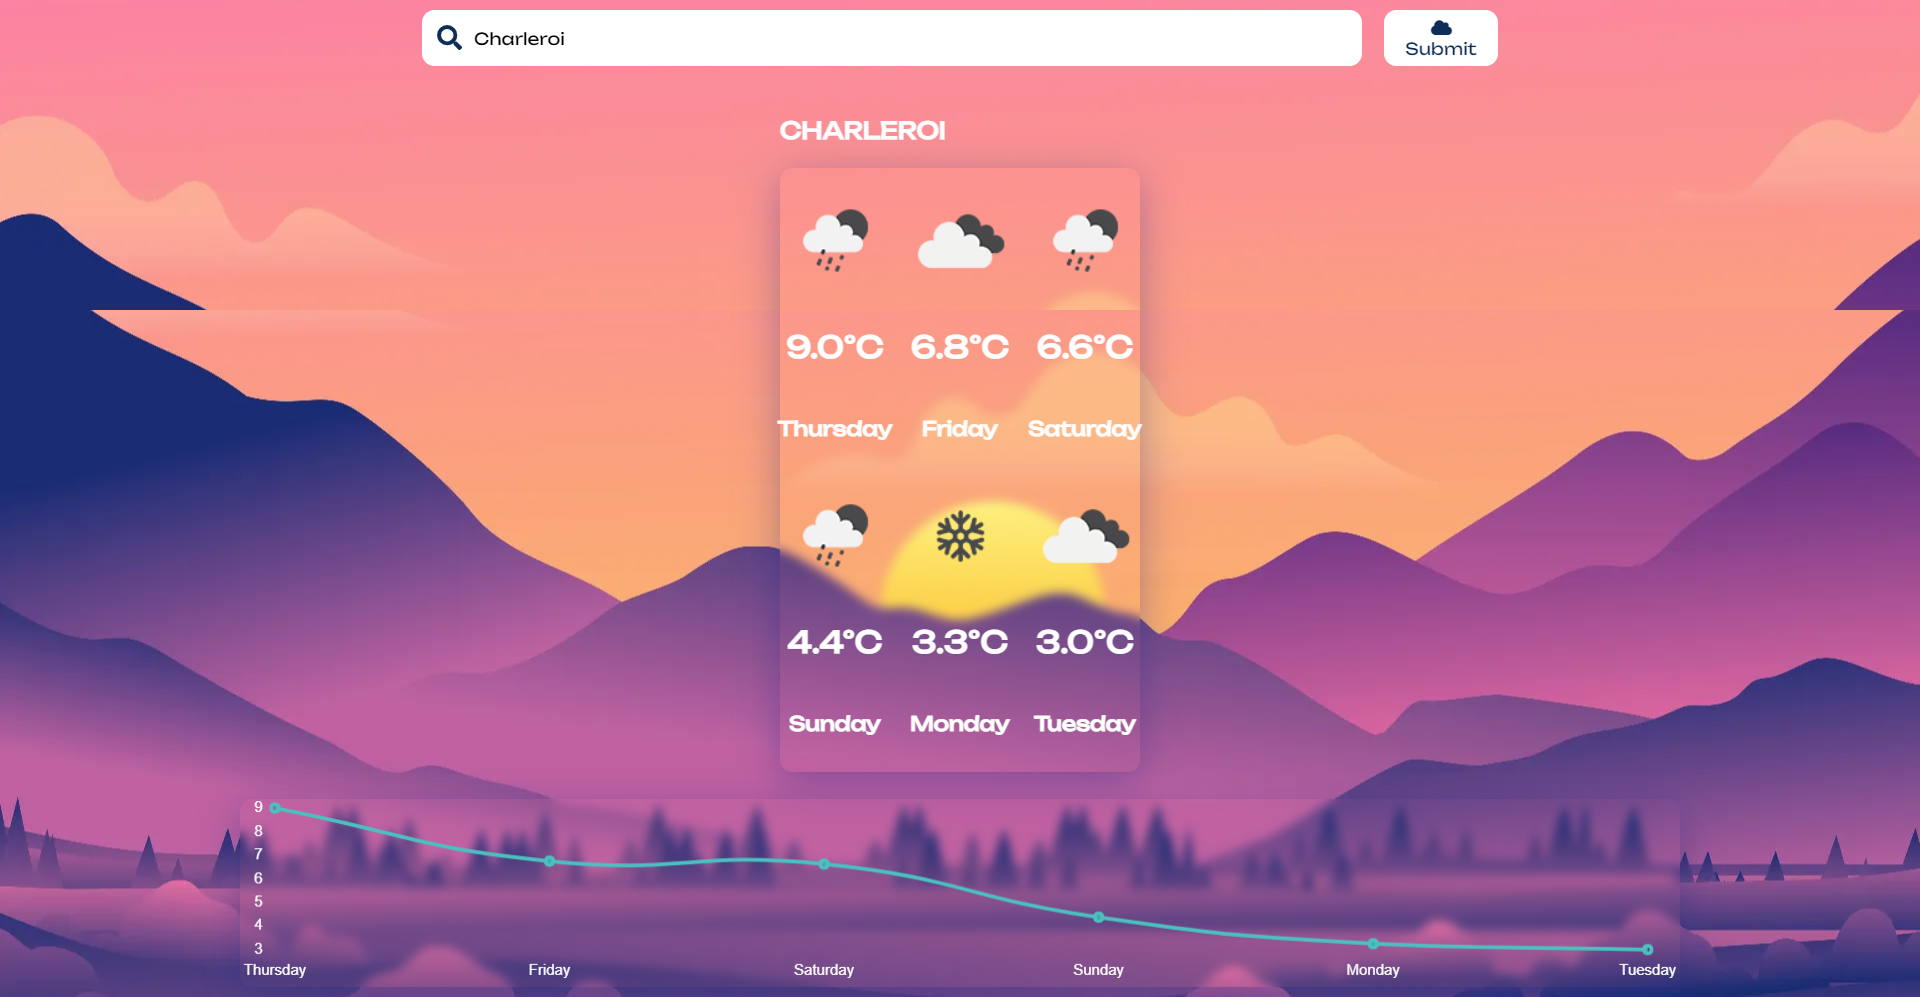 Charleroi
Submit
CHARLEROI
9.0°C 6.8°C 6.6°C
Thursday Friday Saturday
4.4°C 3.3°C 3.0°C
Sunday Monday Tuesday
9
8
7
6
5
4
3
Thursday Friday Saturday Sunday Monday Tuesday